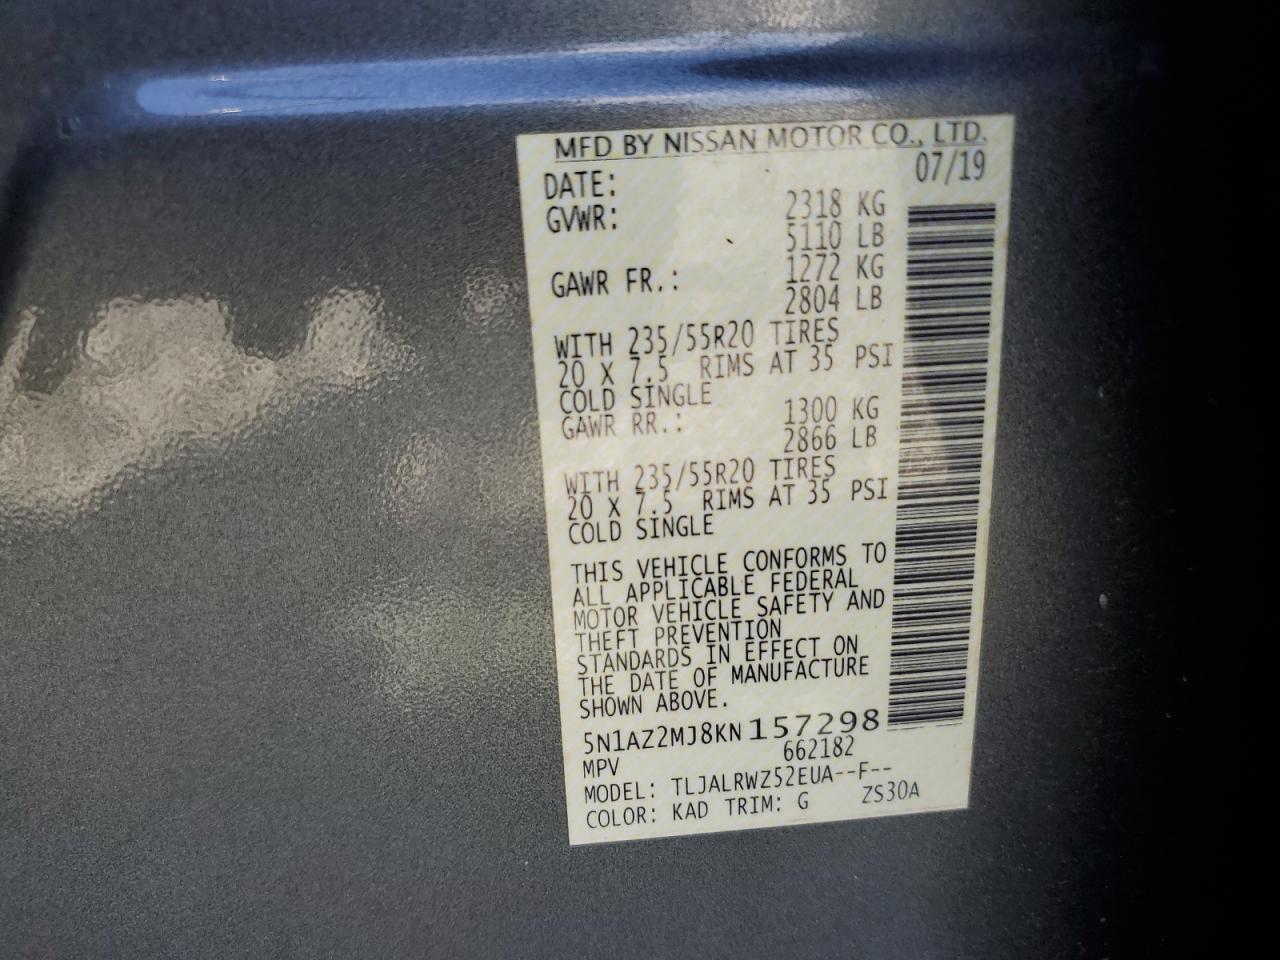 MFD BY NISSAN MOTOR CO., LTD.
DATE: 07/19
GVWR: 2318 KG
5110 LB
GAWR FR.: 1272 KG
2804 LB
WITH 235/55R20 TIRES
20 X 7.5 RIMS AT 35 PSI
COLD SINGLE
GAWR RR.: 1300 KG
2866 LB
WITH 235/55R20 TIRES
20 X 7.5 RIMS AT 35 PSI
COLD SINGLE
THIS VEHICLE CONFORMS TO
ALL APPLICABLE FEDERAL
MOTOR VEHICLE SAFETY AND
THEFT PREVENTION
STANDARDS IN EFFECT ON
THE DATE OF MANUFACTURE
SHOWN ABOVE.
5N1AZ2MJ8KN157298
MPV 662182
MODEL: TLJALRWZ52EUA--F--
COLOR: KAD TRIM: G ZS30A